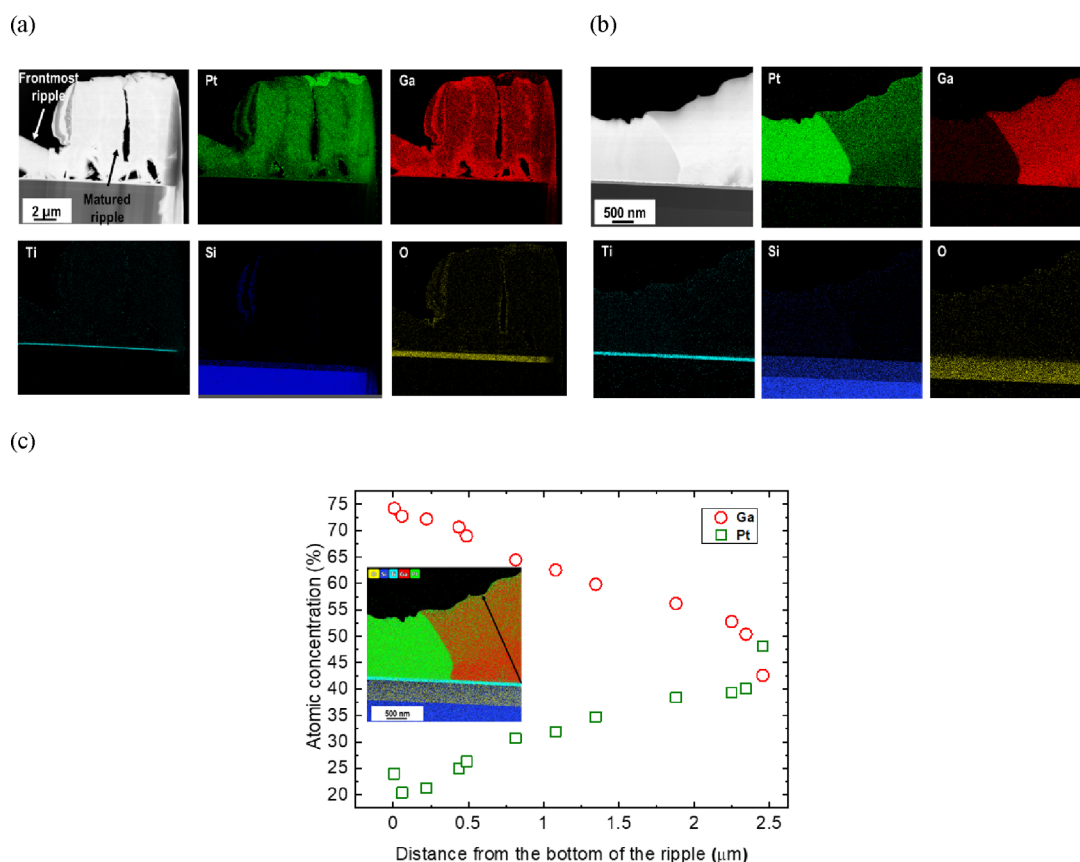 (a)
(b)
Frontmost
ripple
Pt
Ga
Matured
ripple
2 μm
Ti
Si
O
Pt
Ga
500 nm
Ti
Si
O
(c)
Atomic concentration (%)
75
70
65
60
55
50
45
40
35
30
25
20
Ga
Pt
500 nm
0
0.5
1
1.5
2
2.5
Distance from the bottom of the ripple (μm)